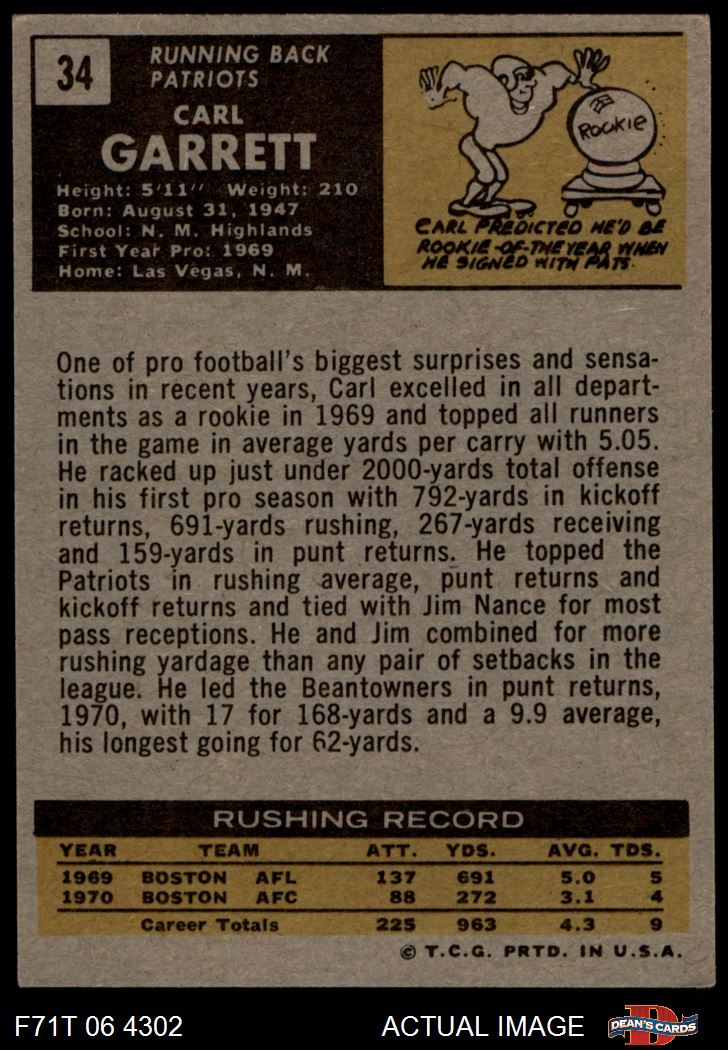 34
RUNNING BACK
PATRIOTS
CARL
GARRETT
Height: 5'11" Weight: 210
Born: August 31, 1947
School: N. M. Highlands
First Year Pro: 1969
Home: Las Vegas, N. M.
ROOKIE
CARL PREDICTED HE'D BE
ROOKIE-OF-THE YEAR WHEN
HE SIGNED WITH PATS.
One of pro football's biggest surprises and sensa-
tions in recent years, Carl excelled in all depart-
ments as a rookie in 1969 and topped all runners
in the game in average yards per carry with 5.05.
He racked up just under 2000-yards total offense
in his first pro season with 792-yards in kickoff
returns, 691-yards rushing, 267-yards receiving
and 159-yards in punt returns. He topped the
Patriots in rushing average, punt returns and
kickoff returns and tied with Jim Nance for most
pass receptions. He and Jim combined for more
rushing yardage than any pair of setbacks in the
league. He led the Beantowners in punt returns,
1970, with 17 for 168-yards and a 9.9 average,
his longest going for 62-yards.
RUSHING RECORD
YEAR TEAM ATT. YDS. AVG. TDS.
1969 BOSTON AFL 137 691 5.0 5
1970 BOSTON AFC 88 272 3.1 4
Career Totals 225 963 4.3 9
© T.C.G. PRTD. IN U.S.A.
F71T 06 4302 ACTUAL IMAGE D DEAN'S CARDS